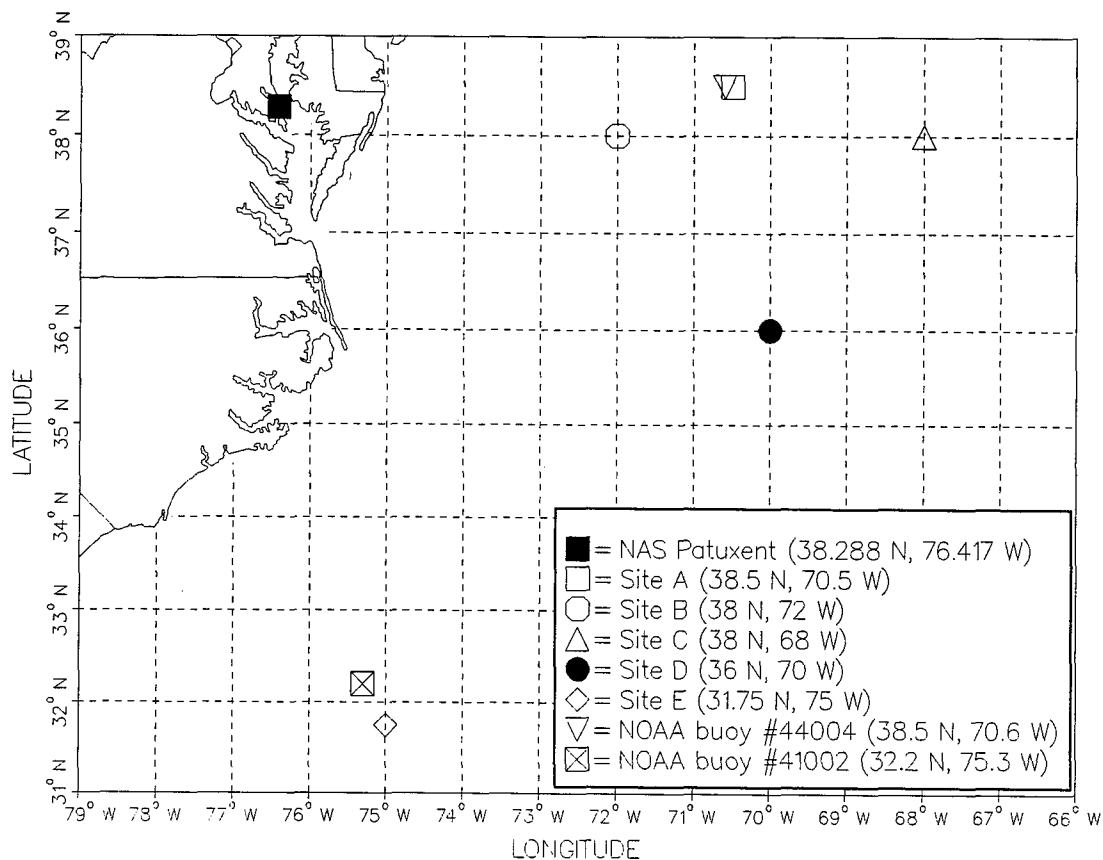 39° N
38° N
37° N
36° N
35° N
34° N
33° N
32° N
31° N
LATITUDE
79° W 78° W 77° W 76° W 75° W 74° W 73° W 72° W 71° W 70° W 69° W 68° W 67° W 66° W
LONGITUDE
= NAS Patuxent (38.288 N, 76.417 W)
= Site A (38.5 N, 70.5 W)
= Site B (38 N, 72 W)
= Site C (38 N, 68 W)
= Site D (36 N, 70 W)
= Site E (31.75 N, 75 W)
= NOAA buoy #44004 (38.5 N, 70.6 W)
= NOAA buoy #41002 (32.2 N, 75.3 W)